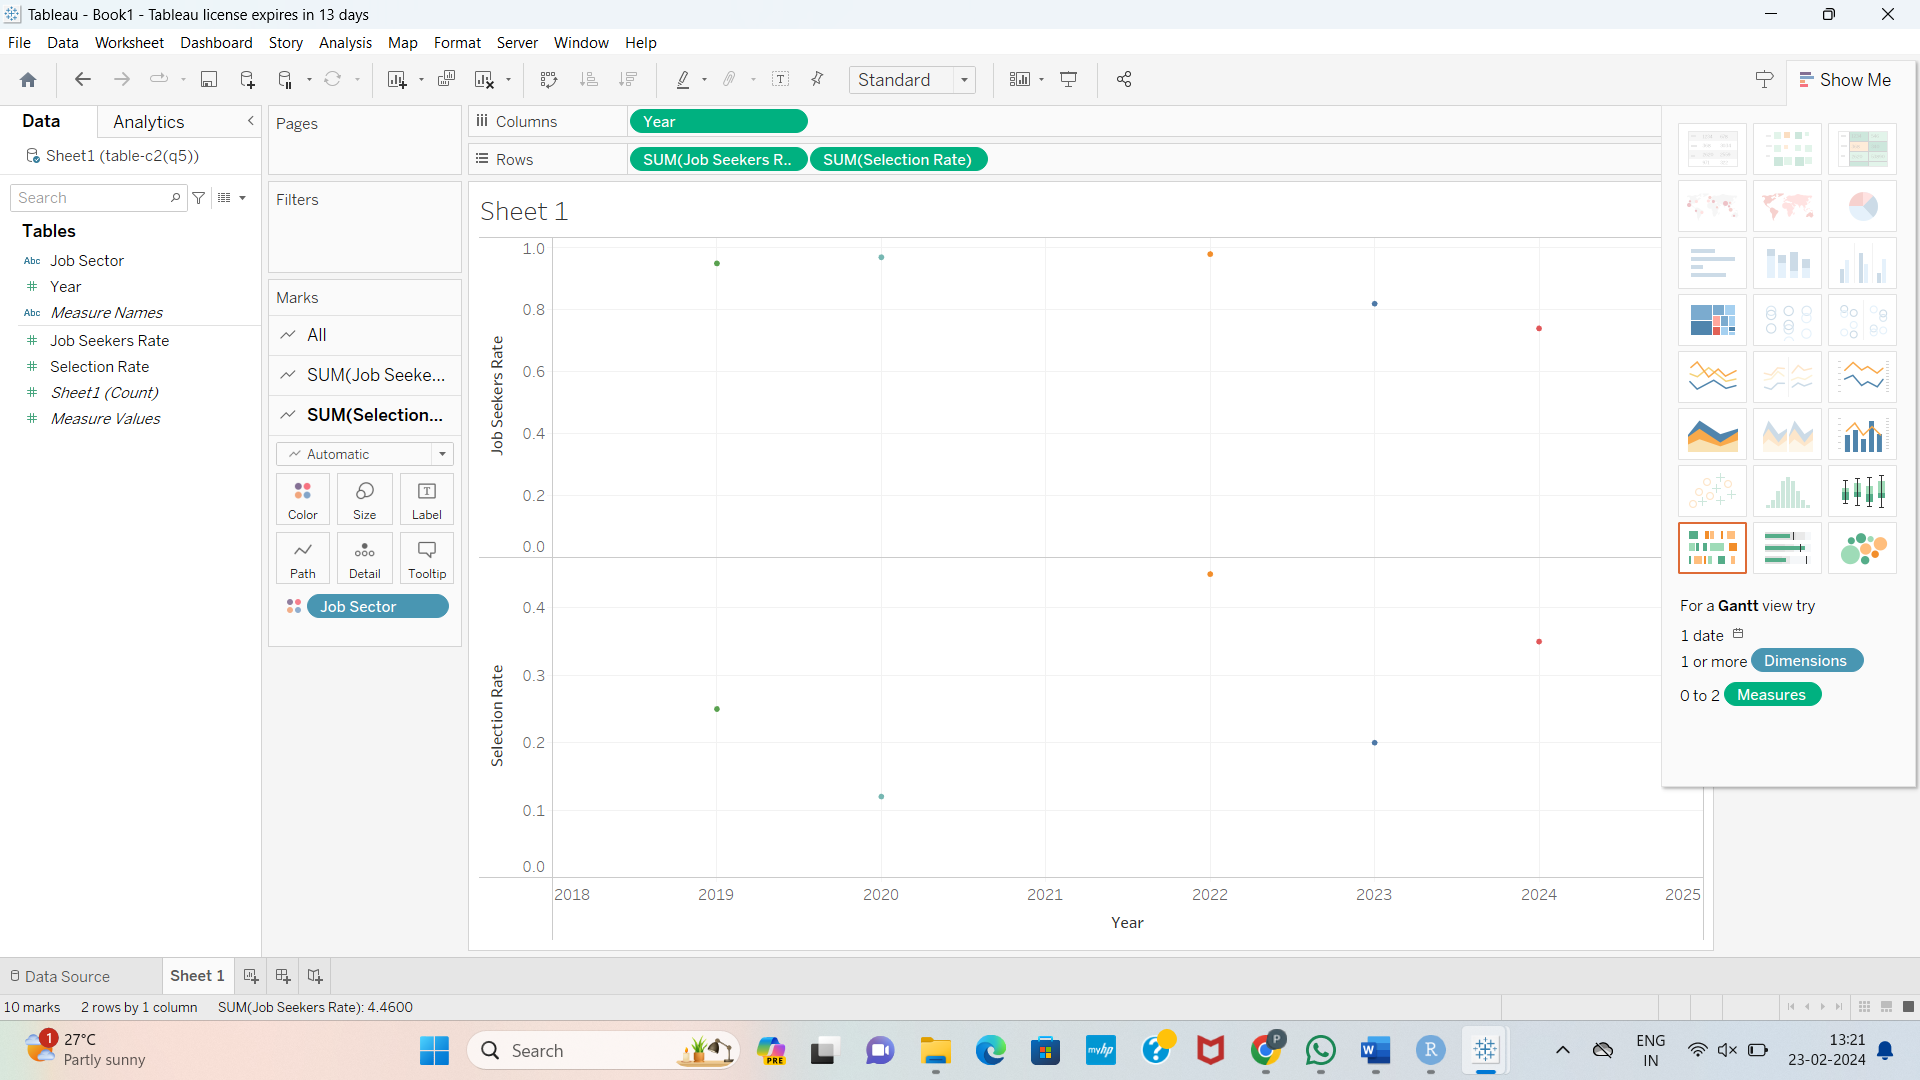 Tableau - Book1 - Tableau license expires in 13 days
File Data Worksheet Dashboard Story Analysis Map Format Server Window Help
Standard
Show Me
Data Analytics
Sheet1 (table-c2(q5))
Search
Tables
Abc Job Sector
# Year
Abc Measure Names
# Job Seekers Rate
# Selection Rate
# Sheet1 (Count)
# Measure Values
Pages
Filters
Marks
All
SUM(Job Seeke...
SUM(Selection...
Automatic
Color Size Label
Path Detail Tooltip
Job Sector
Columns Year
Rows SUM(Job Seekers R.. SUM(Selection Rate)
Sheet 1
Job Seekers Rate
1.0
0.8
0.6
0.4
0.2
0.0
Selection Rate
0.4
0.3
0.2
0.1
0.0
2018 2019 2020 2021 2022 2023 2024 2025
Year
For a Gantt view try
1 date
1 or more Dimensions
0 to 2 Measures
Data Source Sheet 1
10 marks 2 rows by 1 column SUM(Job Seekers Rate): 4.4600
1 27°C
Partly sunny
Search
PRE
myhp
P
W
R
ENG
IN
13:21
23-02-2024